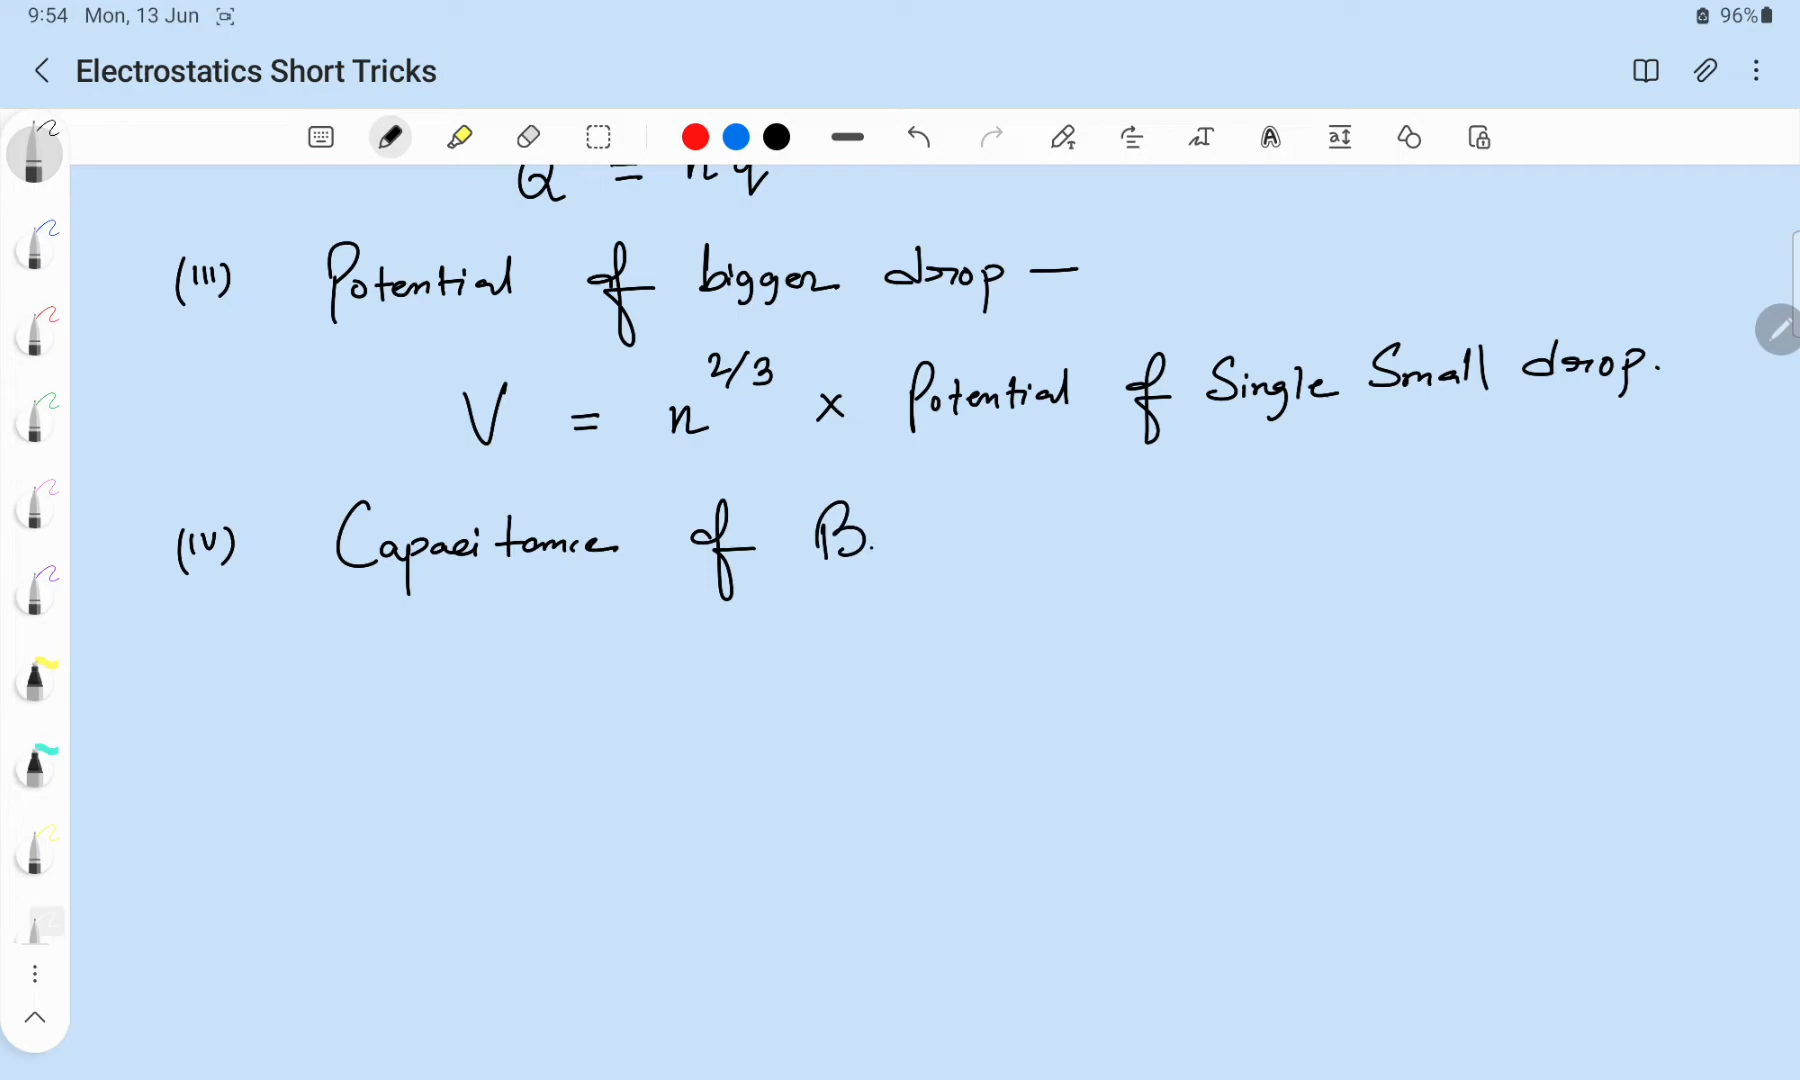 9:54 Mon, 13 Jun 96%
Electrostatics Short Tricks
Q = nq
(III) Potential of bigger drop —
V = n^2/3 × Potential of Single Small drop.
(IV) Capacitance of B.